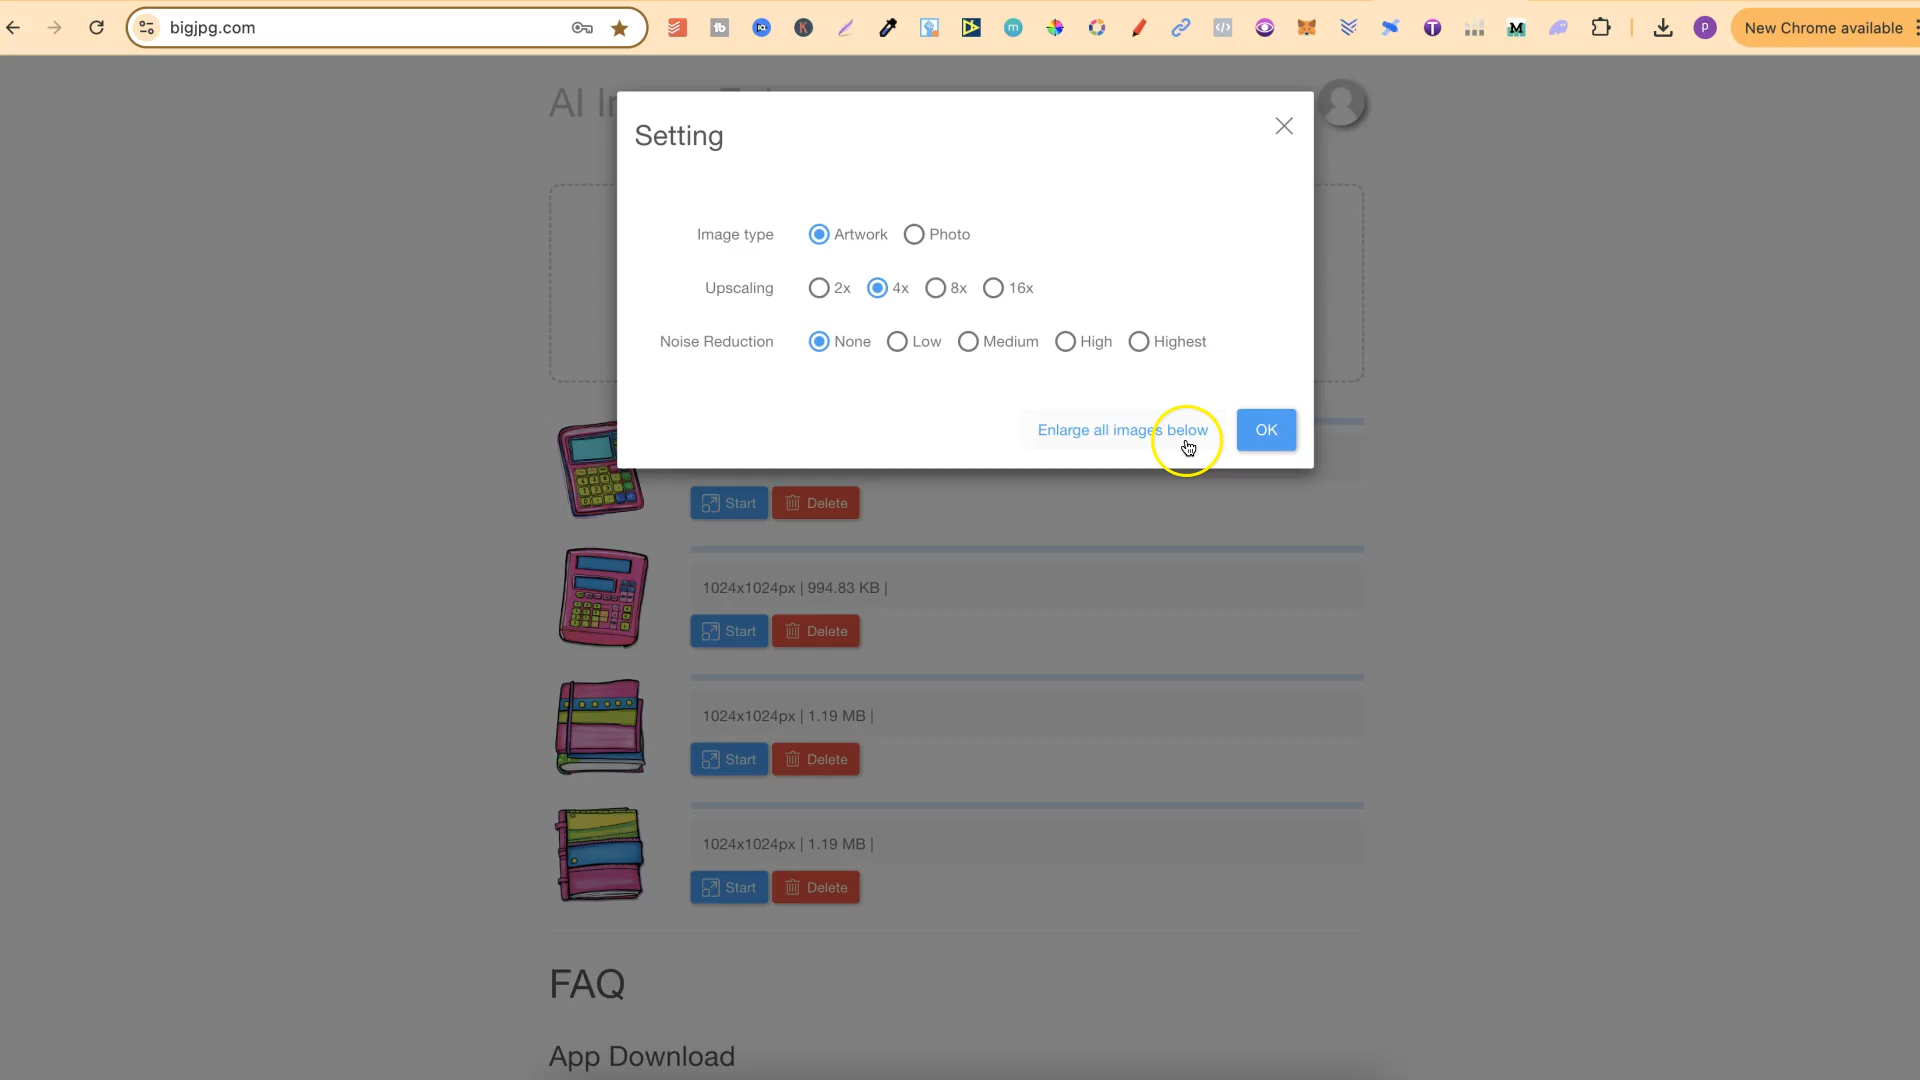 bigjpg.com
New Chrome available
AI
Setting
Image type Artwork Photo
Upscaling 2x 4x 8x 16x
Noise Reduction None Low Medium High Highest
Enlarge all images below OK
Start Delete
1024x1024px | 994.83 KB |
Start Delete
1024x1024px | 1.19 MB |
Start Delete
1024x1024px | 1.19 MB |
Start Delete
FAQ
App Download